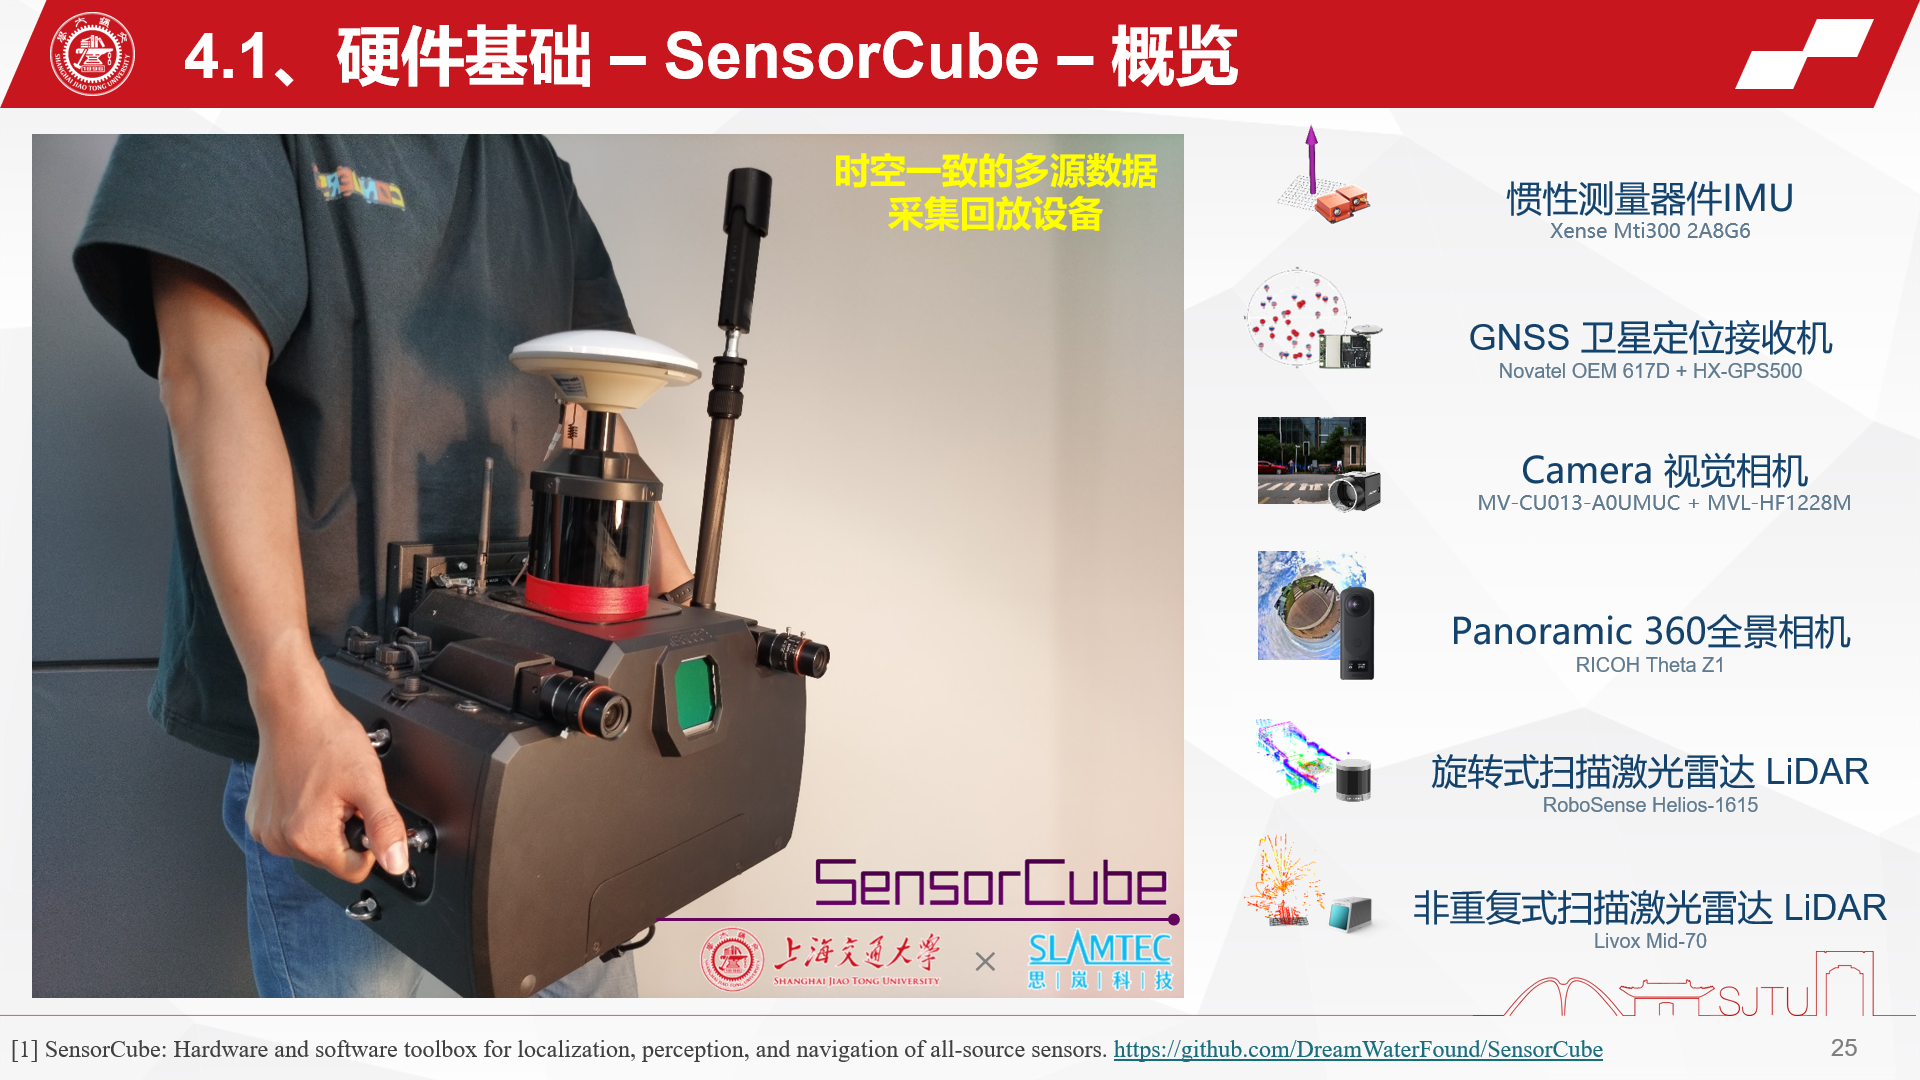 4.1、硬件基础 – SensorCube – 概览
时空一致的多源数据
采集回放设备
SensorCube
上海交通大学
SHANGHAI JIAO TONG UNIVERSITY
×
SLAMTEC
思|岚|科|技
惯性测量器件IMU
Xense Mti300 2A8G6
GNSS 卫星定位接收机
Novatel OEM 617D + HX-GPS500
Camera 视觉相机
MV-CU013-A0UMUC + MVL-HF1228M
Panoramic 360全景相机
RICOH Theta Z1
旋转式扫描激光雷达 LiDAR
RoboSense Helios-1615
非重复式扫描激光雷达 LiDAR
Livox Mid-70
SJTU
[1] SensorCube: Hardware and software toolbox for localization, perception, and navigation of all-source sensors. https://github.com/DreamWaterFound/SensorCube
25